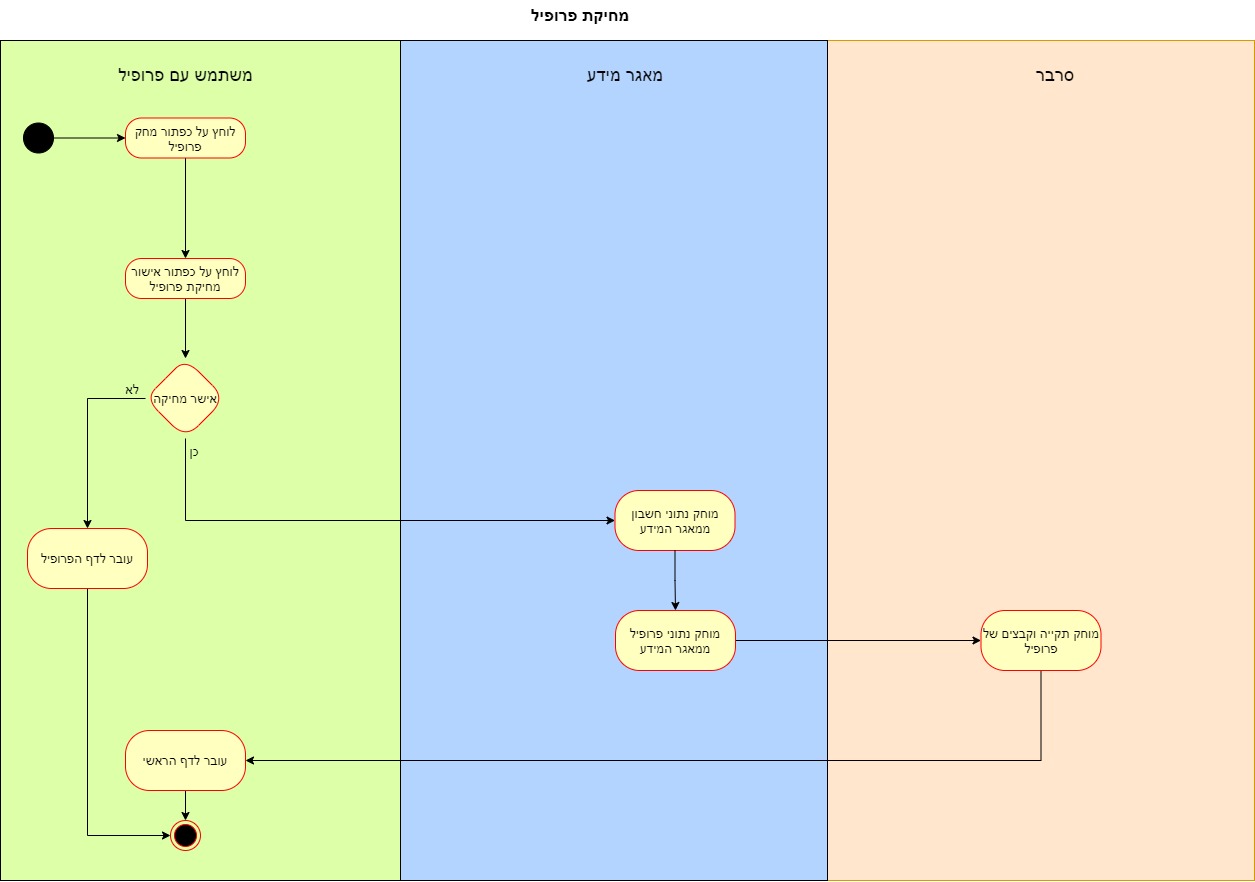 מחיקת פרופיל
משתמש עם פרופיל
מאגר מידע
סרבר
לוחץ על כפתור מחק
פרופיל
לוחץ על כפתור אישור
מחיקת פרופיל
אישר מחיקה
לא
כן
מוחק נתוני חשבון
ממאגר המידע
עובר לדף הפרופיל
מוחק נתוני פרופיל
ממאגר המידע
מוחק תקייה וקבצים של
פרופיל
עובר לדף הראשי